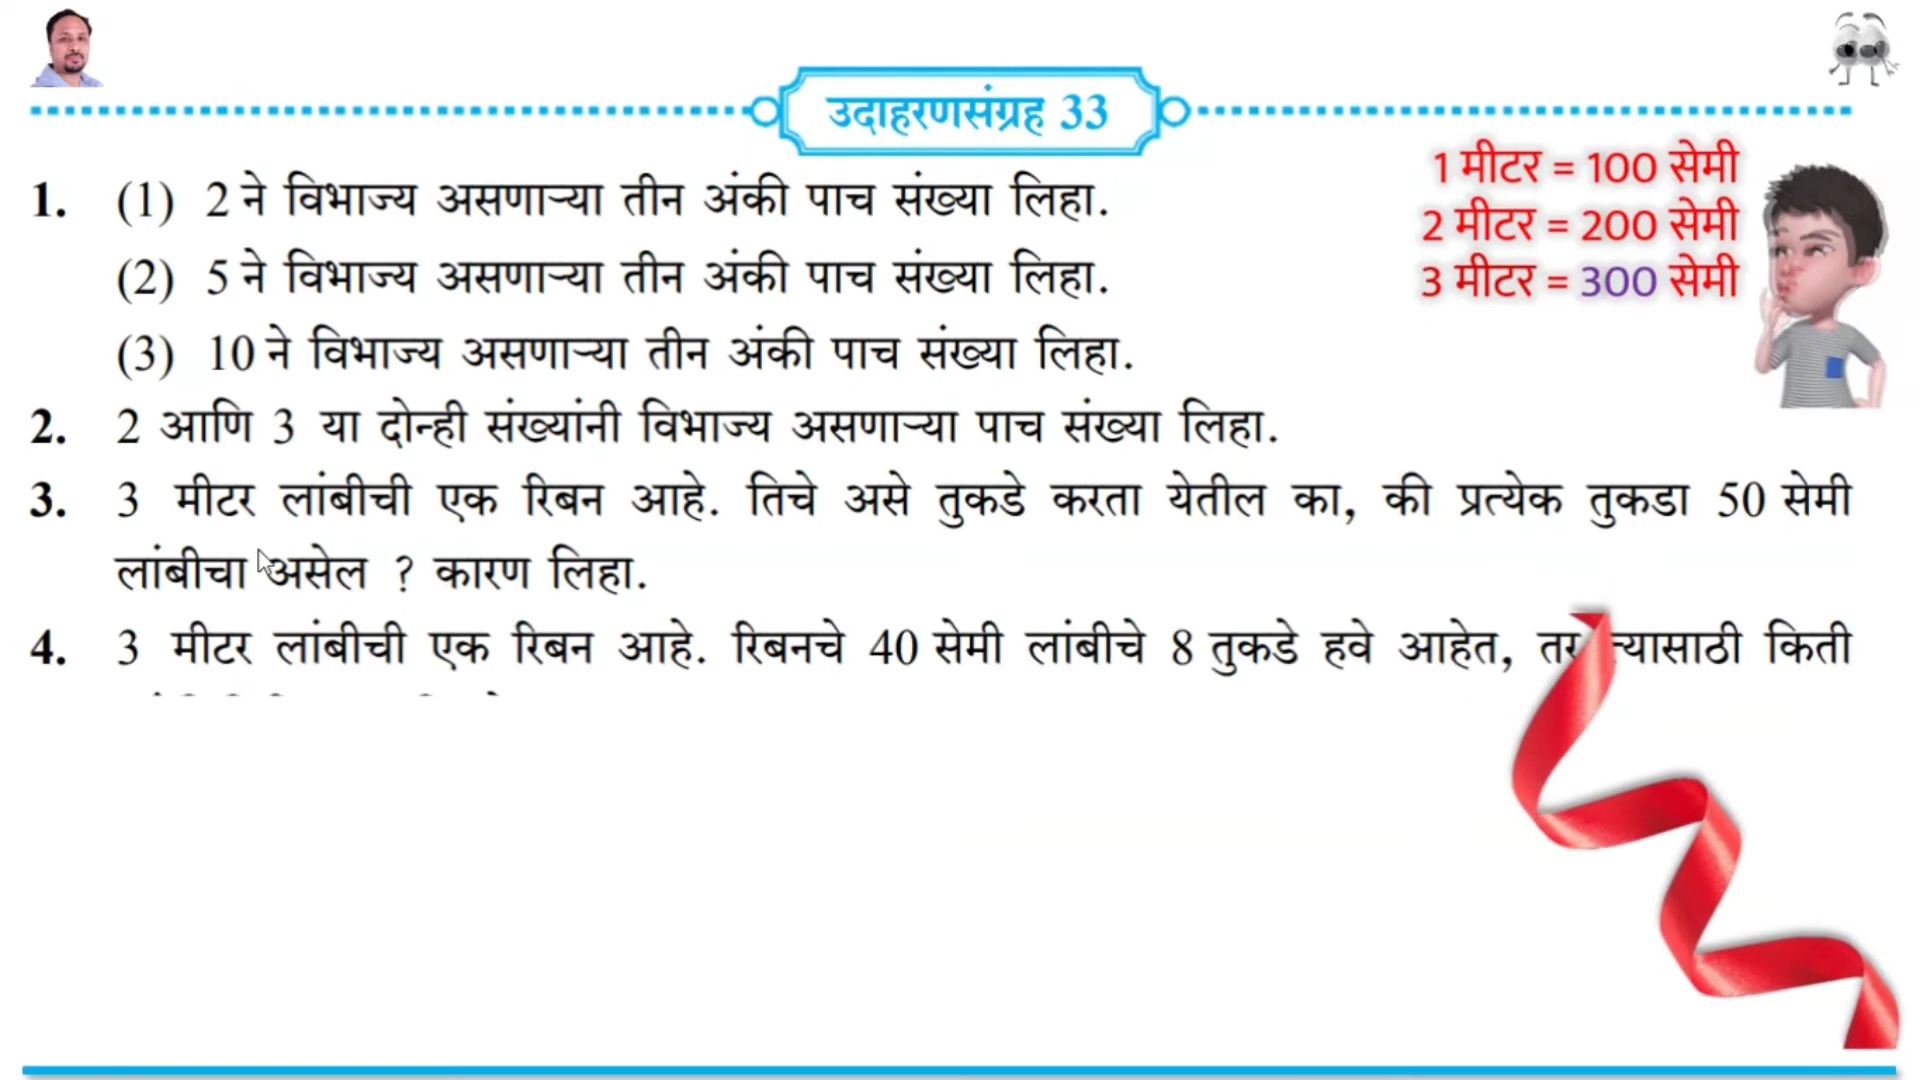 उदाहरणसंग्रह 33
1 मीटर = 100 सेमी
2 मीटर = 200 सेमी
3 मीटर = 300 सेमी
1. (1) 2 ने विभाज्य असणाऱ्या तीन अंकी पाच संख्या लिहा.
(2) 5 ने विभाज्य असणाऱ्या तीन अंकी पाच संख्या लिहा.
(3) 10 ने विभाज्य असणाऱ्या तीन अंकी पाच संख्या लिहा.
2. 2 आणि 3 या दोन्ही संख्यांनी विभाज्य असणाऱ्या पाच संख्या लिहा.
3. 3 मीटर लांबीची एक रिबन आहे. तिचे असे तुकडे करता येतील का, की प्रत्येक तुकडा 50 सेमी
लांबीचा असेल ? कारण लिहा.
4. 3 मीटर लांबीची एक रिबन आहे. रिबनचे 40 सेमी लांबीचे 8 तुकडे हवे आहेत, तर त्यासाठी किती